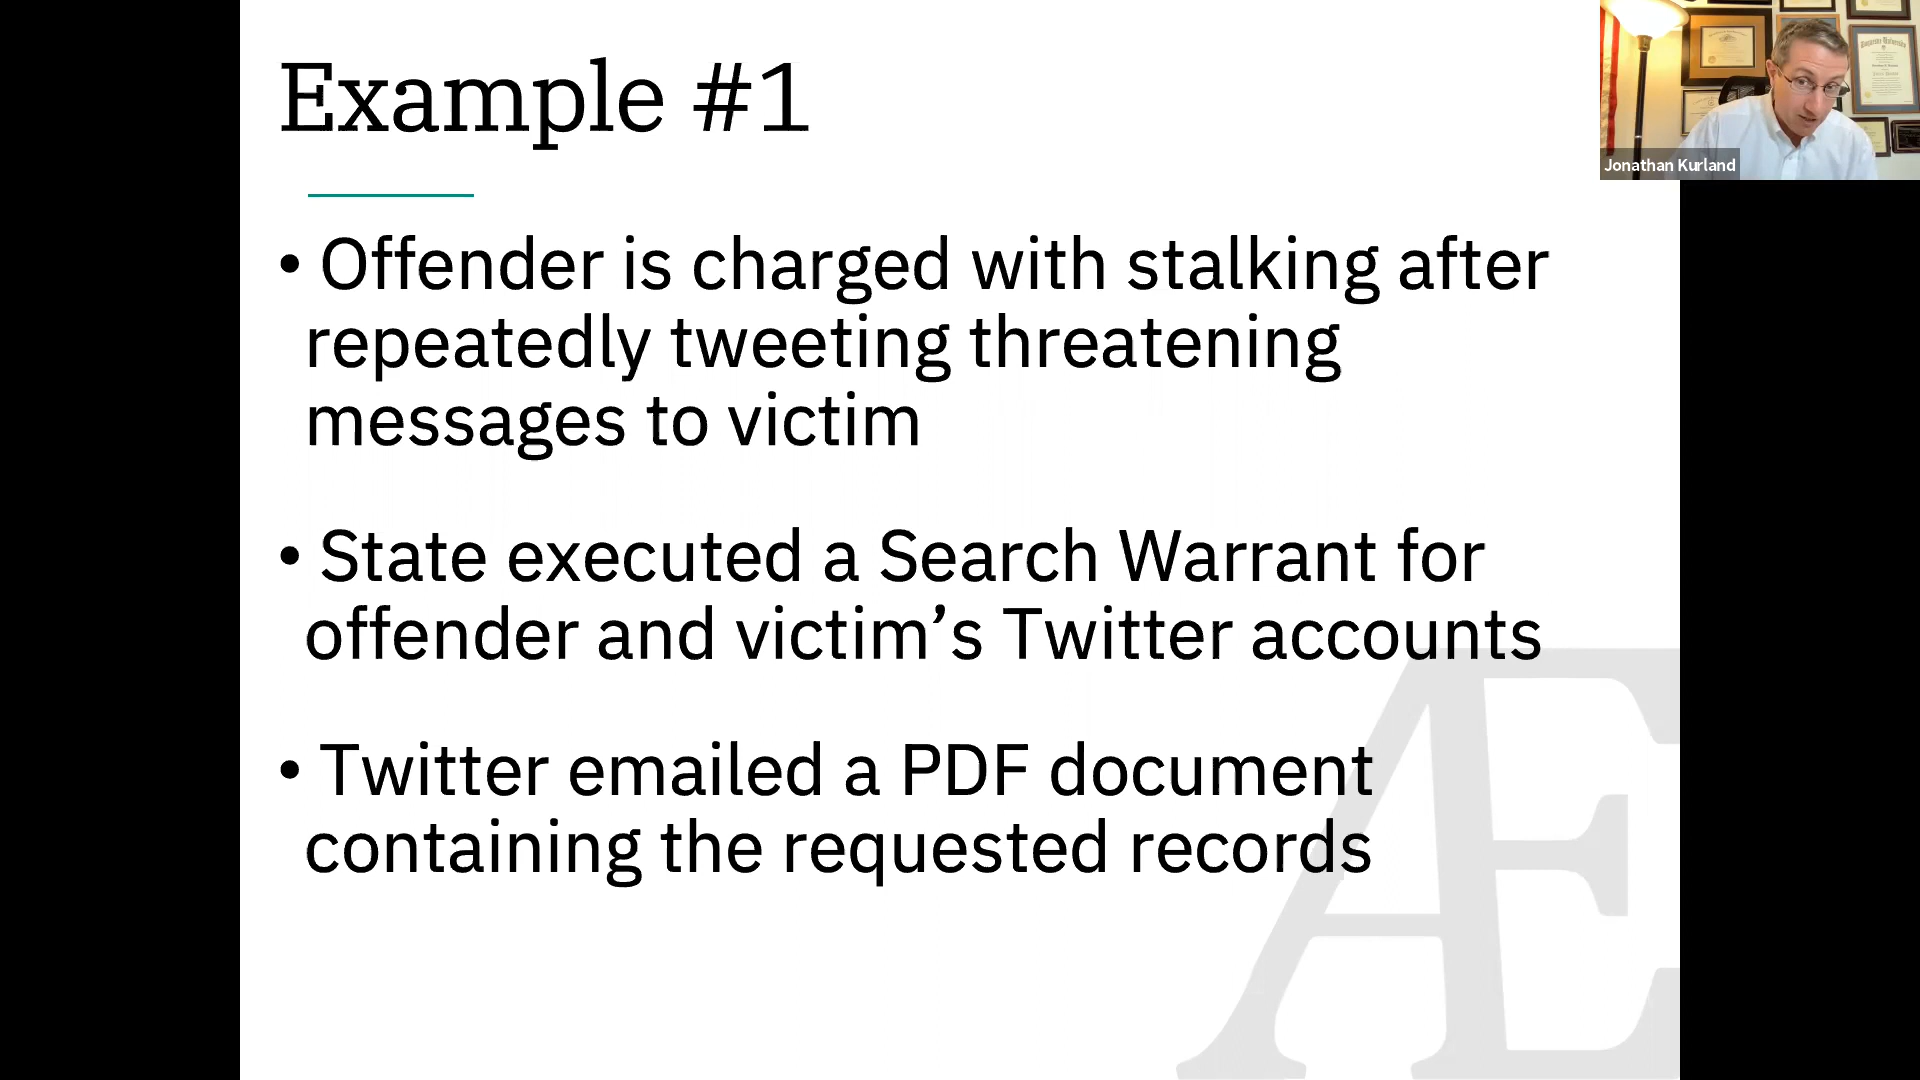 Example #1
• Offender is charged with stalking after
repeatedly tweeting threatening
messages to victim
• State executed a Search Warrant for
offender and victim’s Twitter accounts
• Twitter emailed a PDF document
containing the requested records
Æ
Jonathan Kurland